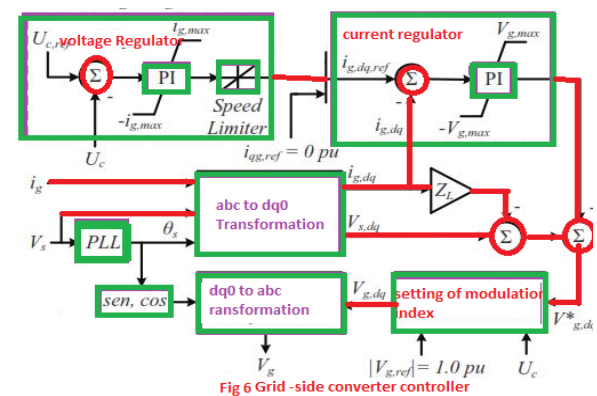 voltage Regulator
i_g,max
U_c,ref
Σ
-
PI
-i_g,max
Speed
Limiter
U_c
i_qg,ref = 0 pu
current regulator
V_g,max
i_g,dq,ref
Σ
-
PI
-V_g,max
i_g,dq
i_g
abc to dq0
Transformation
i_g,dq
Z_L
-
-
V_s
PLL
θ_s
V_s,dq
Σ
Σ
sen, cos
dq0 to abc
ransformation
V_g,dq
setting of modulation
index
V*_g,dq
V_g
|V_g,ref|= 1.0 pu
U_c
Fig 6 Grid -side converter controller